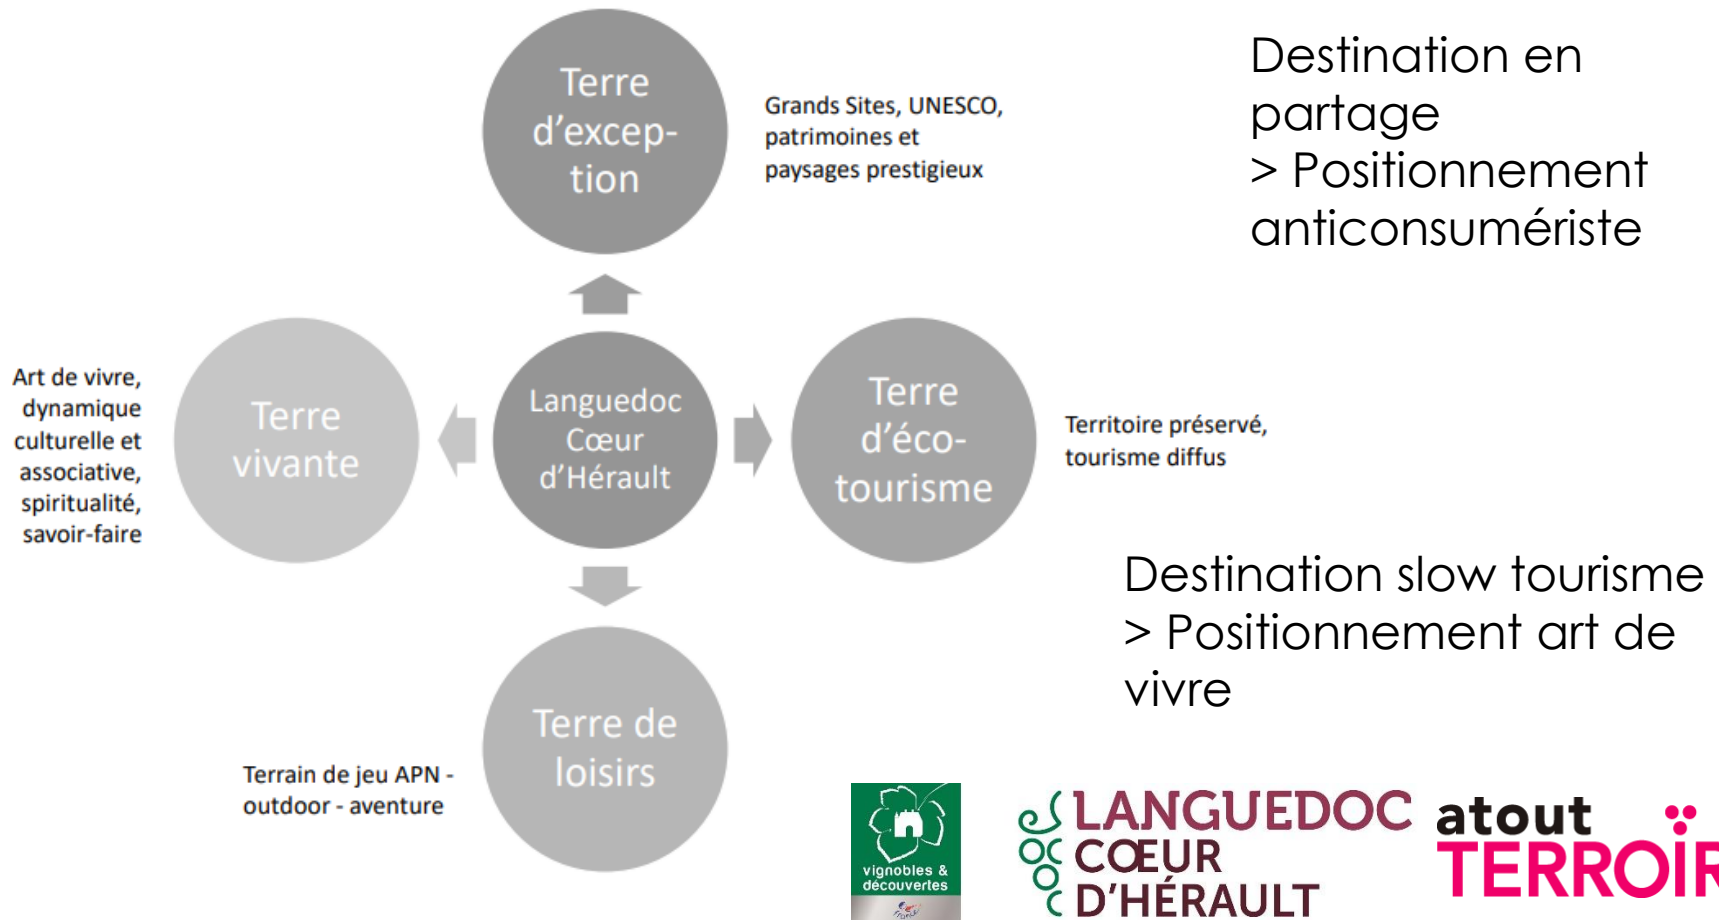 Terre
d'excep-
tion
Grands Sites, UNESCO,
patrimoines et
paysages prestigieux
Destination en
partage
> Positionnement
anticonsumériste
Art de vivre,
dynamique
culturelle et
associative,
spiritualité,
savoir-faire
Terre
vivante
Languedoc
Cœur
d'Hérault
Terre
d'éco-
tourisme
Territoire préservé,
tourisme diffus
Destination slow tourisme
> Positionnement art de
vivre
Terre de
loisirs
Terrain de jeu APN -
outdoor - aventure
vignobles &
découvertes
LANGUEDOC
CŒUR
D'HÉRAULT
atout
TERROIR